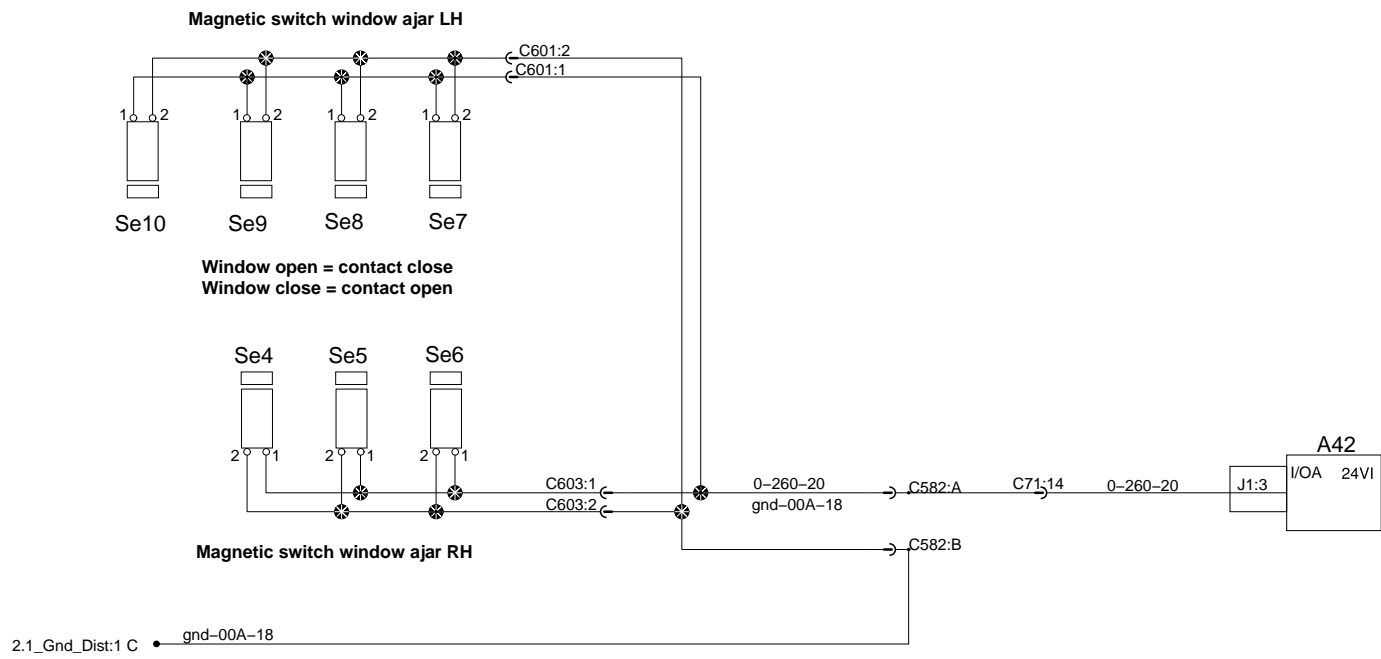 Magnetic switch window ajar LH
C601:2
C601:1
1 2 1 2 1 2 1 2
Se10 Se9 Se8 Se7
Window open = contact close
Window close = contact open
Se4 Se5 Se6
2 1 2 1 2 1
A42
I/OA 24VI
C603:1 0–260–20 C582:A C71:14 0–260–20 J1:3
C603:2 gnd–00A–18
Magnetic switch window ajar RH
C582:B
gnd–00A–18
2.1_Gnd_Dist:1 C